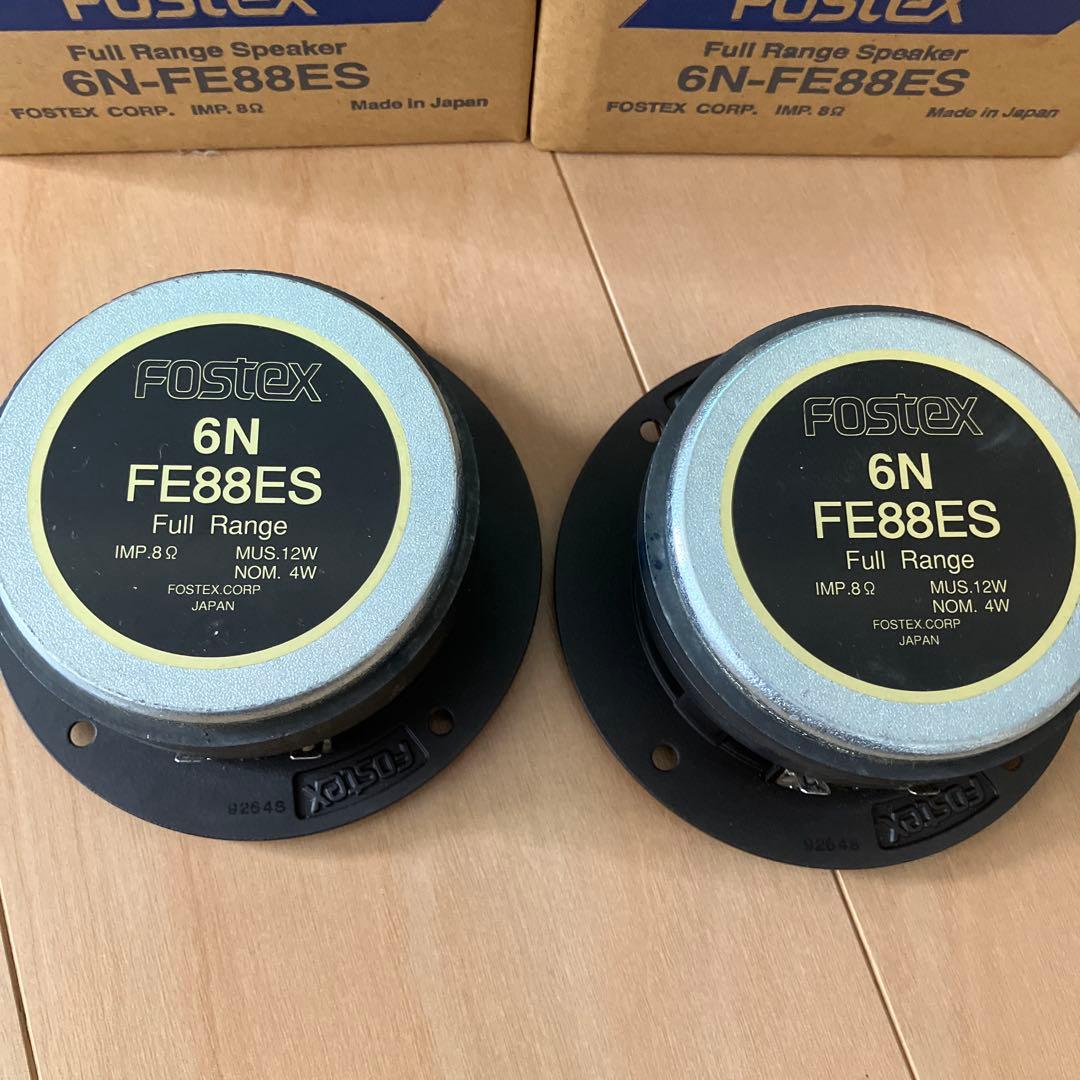 FOSTEX
Full Range Speaker
6N-FE88ES
FOSTEX CORP. IMP. 8Ω Made in Japan
FOSTEX
Full Range Speaker
6N-FE88ES
FOSTEX CORP. IMP. 8Ω Made in Japan
FOSTEX
6N
FE88ES
Full Range
IMP.8Ω MUS.12W
NOM. 4W
FOSTEX.CORP
JAPAN
FOSTEX
92648
FOSTEX
6N
FE88ES
Full Range
IMP.8Ω MUS.12W
NOM. 4W
FOSTEX.CORP
JAPAN
FOSTEX
92648